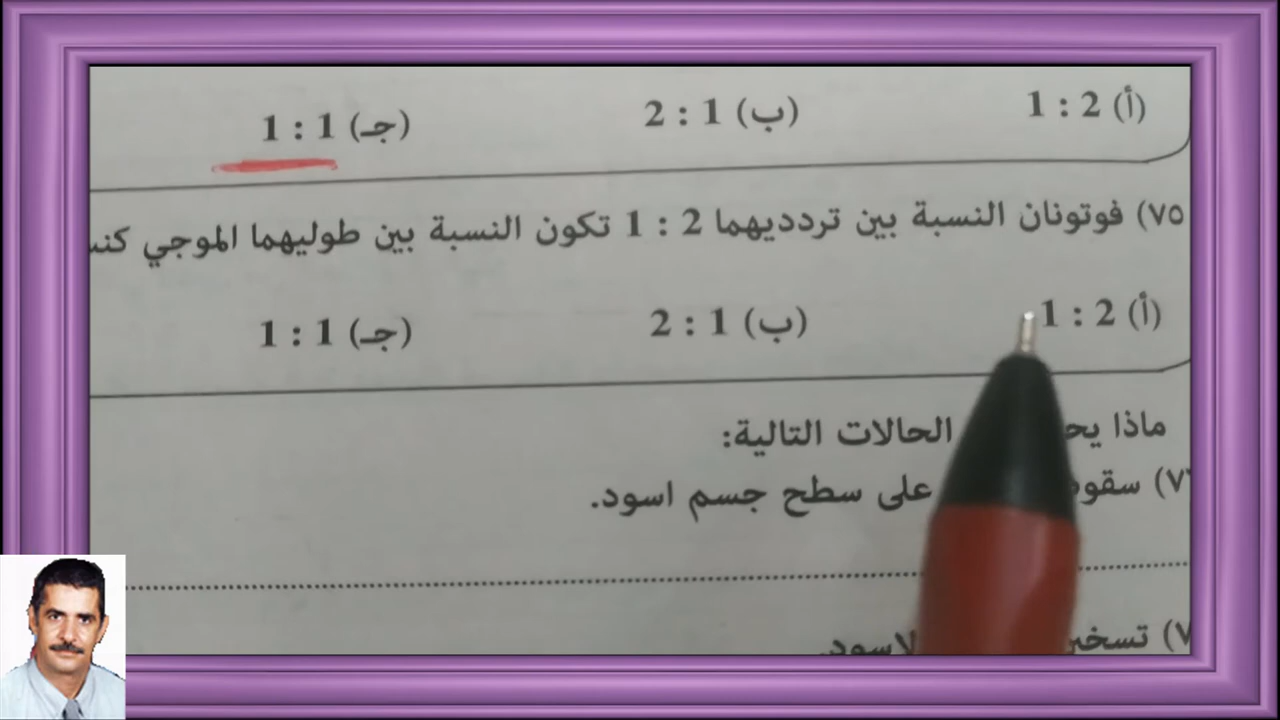 (أ) 2 : 1 (ب) 1 : 2 (جـ) 1 : 1
٧٥) فوتونان النسبة بين ترددیهما 2 : 1 تكون النسبة بين طوليهما الموجي
(أ) 2 : 1 (ب) 1 : 2 (جـ) 1 : 1
ماذا الحالات التالية:
على سطح جسم اسود.